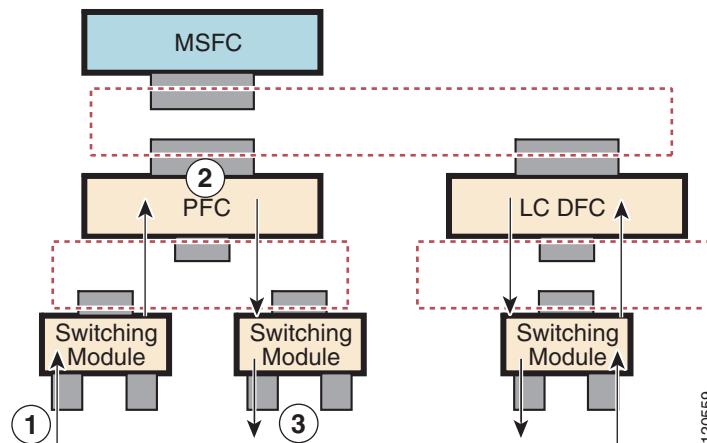 MSFC
2
PFC
LC DFC
Switching
Module
Switching
Module
Switching
Module
1
3
120559